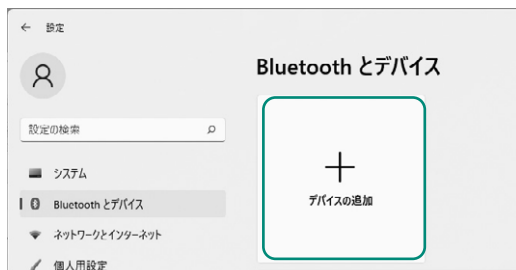 設定
Bluetooth とデバイス
設定の検索
システム
Bluetooth とデバイス
ネットワークとインターネット
個人用設定
デバイスの追加